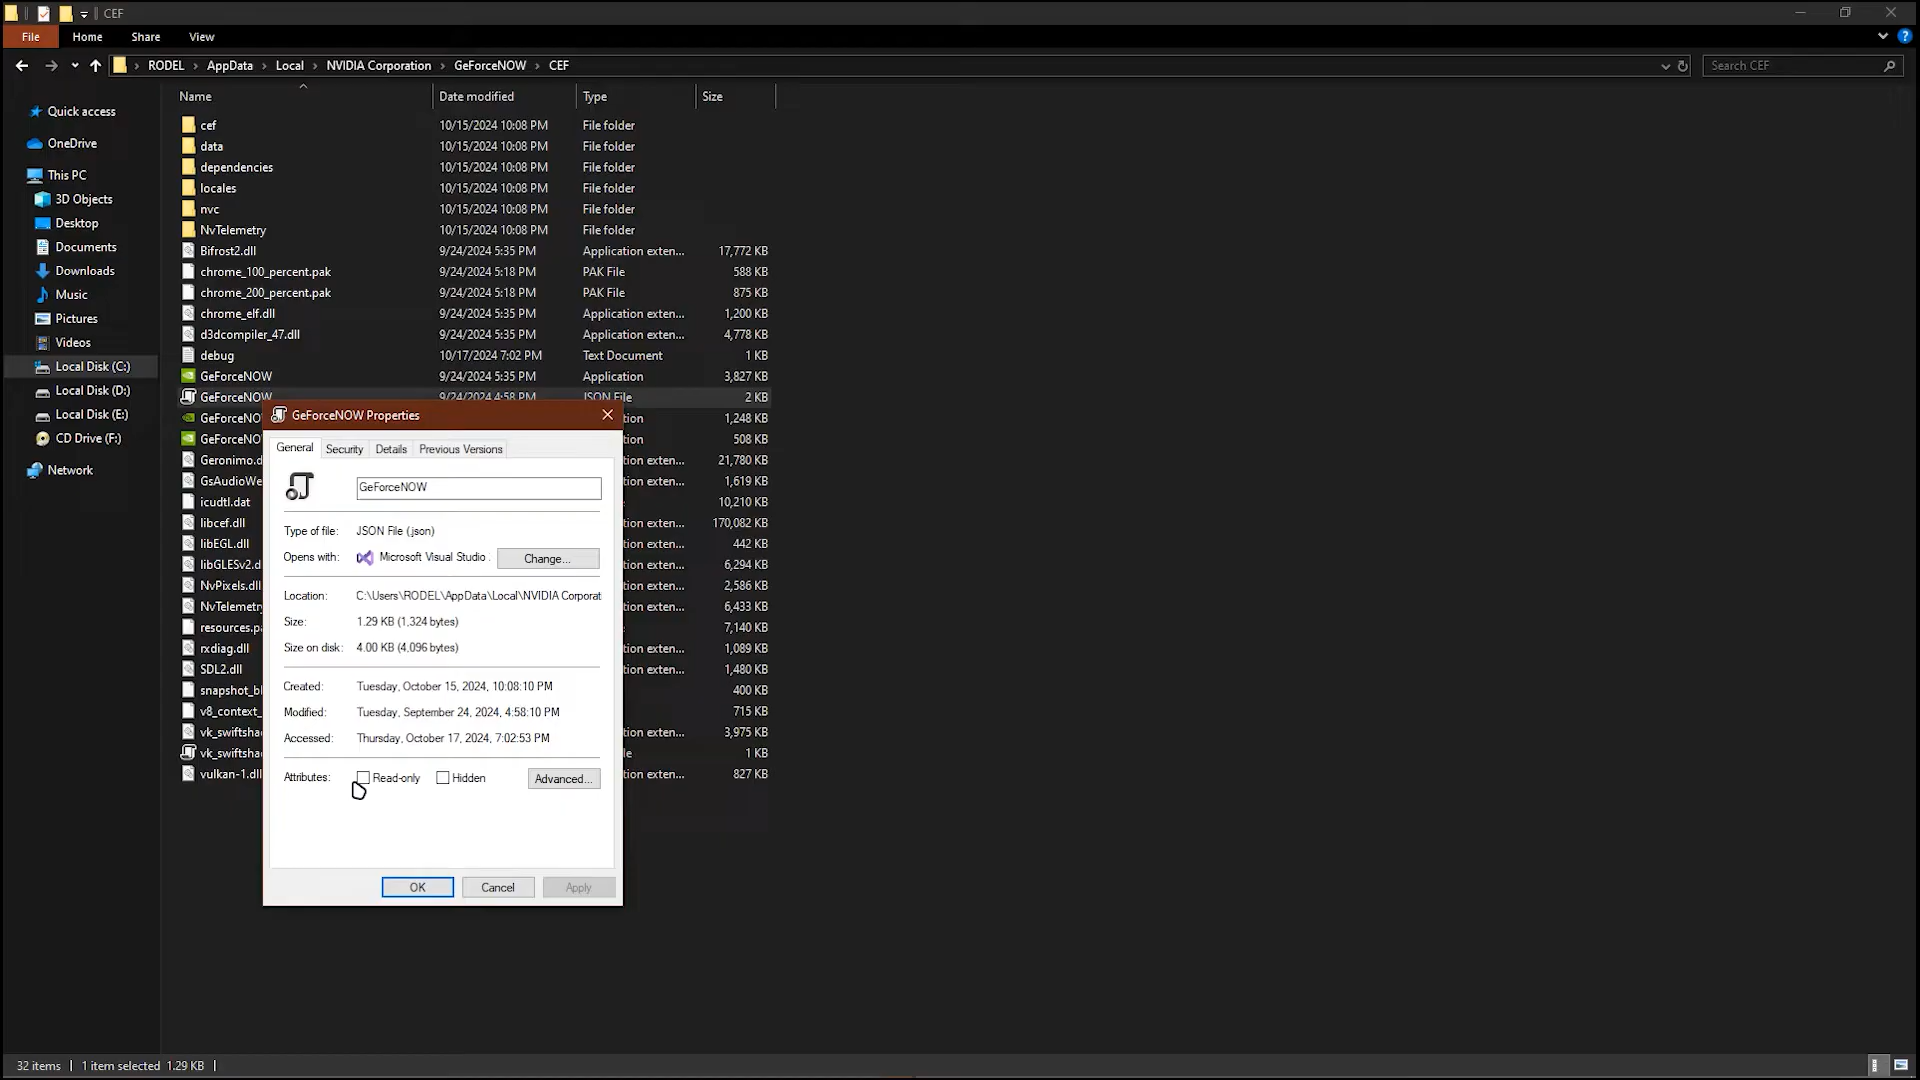 CEF
File Home Share View
RODEL › AppData › Local › NVIDIA Corporation › GeForceNOW › CEF
Search CEF
Name Date modified Type Size
Quick access
OneDrive
This PC
3D Objects
Desktop
Documents
Downloads
Music
Pictures
Videos
Local Disk (C:)
Local Disk (D:)
Local Disk (E:)
CD Drive (F:)
Network
cef 10/15/2024 10:08 PM File folder
data 10/15/2024 10:08 PM File folder
dependencies 10/15/2024 10:08 PM File folder
locales 10/15/2024 10:08 PM File folder
nvc 10/15/2024 10:08 PM File folder
NvTelemetry 10/15/2024 10:08 PM File folder
Bifrost2.dll 9/24/2024 5:35 PM Application exten... 17,772 KB
chrome_100_percent.pak 9/24/2024 5:18 PM PAK File 588 KB
chrome_200_percent.pak 9/24/2024 5:18 PM PAK File 875 KB
chrome_elf.dll 9/24/2024 5:35 PM Application exten... 1,200 KB
d3dcompiler_47.dll 9/24/2024 5:35 PM Application exten... 4,778 KB
debug 10/17/2024 7:02 PM Text Document 1 KB
GeForceNOW 9/24/2024 5:35 PM Application 3,827 KB
GeForceNOW 9/24/2024 4:58 PM JSON File 2 KB
GeForceNO tion 1,248 KB
GeForceNO tion 508 KB
Geronimo.d tion exten... 21,780 KB
GsAudioWe tion exten... 1,619 KB
icudtl.dat 10,210 KB
libcef.dll tion exten... 170,082 KB
libEGL.dll tion exten... 442 KB
libGLESv2.d tion exten... 6,294 KB
NvPixels.dll tion exten... 2,586 KB
NvTelemetry tion exten... 6,433 KB
resources.pa 7,140 KB
rxdiag.dll tion exten... 1,089 KB
SDL2.dll tion exten... 1,480 KB
snapshot_bl 400 KB
v8_context_ 715 KB
vk_swiftsha tion exten... 3,975 KB
vk_swiftsha le 1 KB
vulkan-1.dll tion exten... 827 KB
GeForceNOW Properties
General Security Details Previous Versions
GeForceNOW
Type of file: JSON File (.json)
Opens with: Microsoft Visual Studio Change...
Location: C:\Users\RODEL\AppData\Local\NVIDIA Corporat
Size: 1.29 KB (1,324 bytes)
Size on disk: 4.00 KB (4,096 bytes)
Created: Tuesday, October 15, 2024, 10:08:10 PM
Modified: Tuesday, September 24, 2024, 4:58:10 PM
Accessed: Thursday, October 17, 2024, 7:02:53 PM
Attributes: Read-only Hidden Advanced...
OK Cancel Apply
32 items 1 item selected 1.29 KB